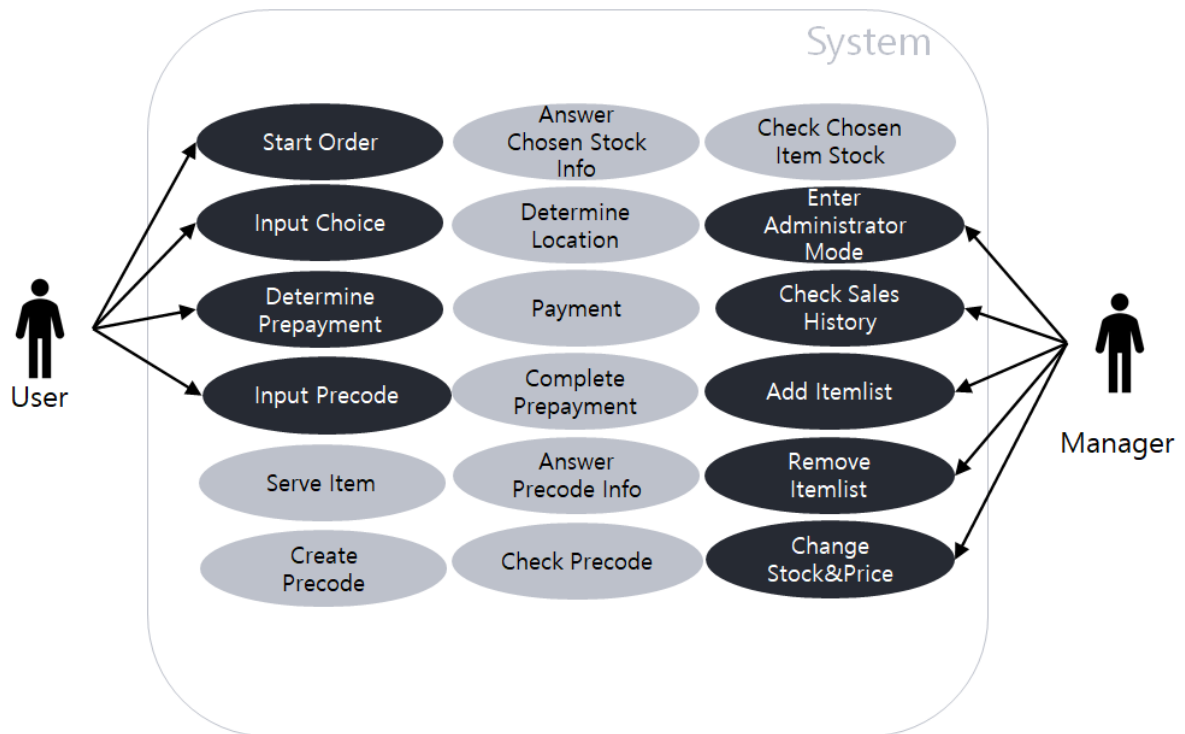 System
Start Order
Answer
Chosen Stock
Info
Check Chosen
Item Stock
Input Choice
Determine
Location
Enter
Administrator
Mode
Determine
Prepayment
Payment
Check Sales
History
Input Precode
Complete
Prepayment
Add Itemlist
User
Manager
Serve Item
Answer
Precode Info
Remove
Itemlist
Create
Precode
Check Precode
Change
Stock&Price